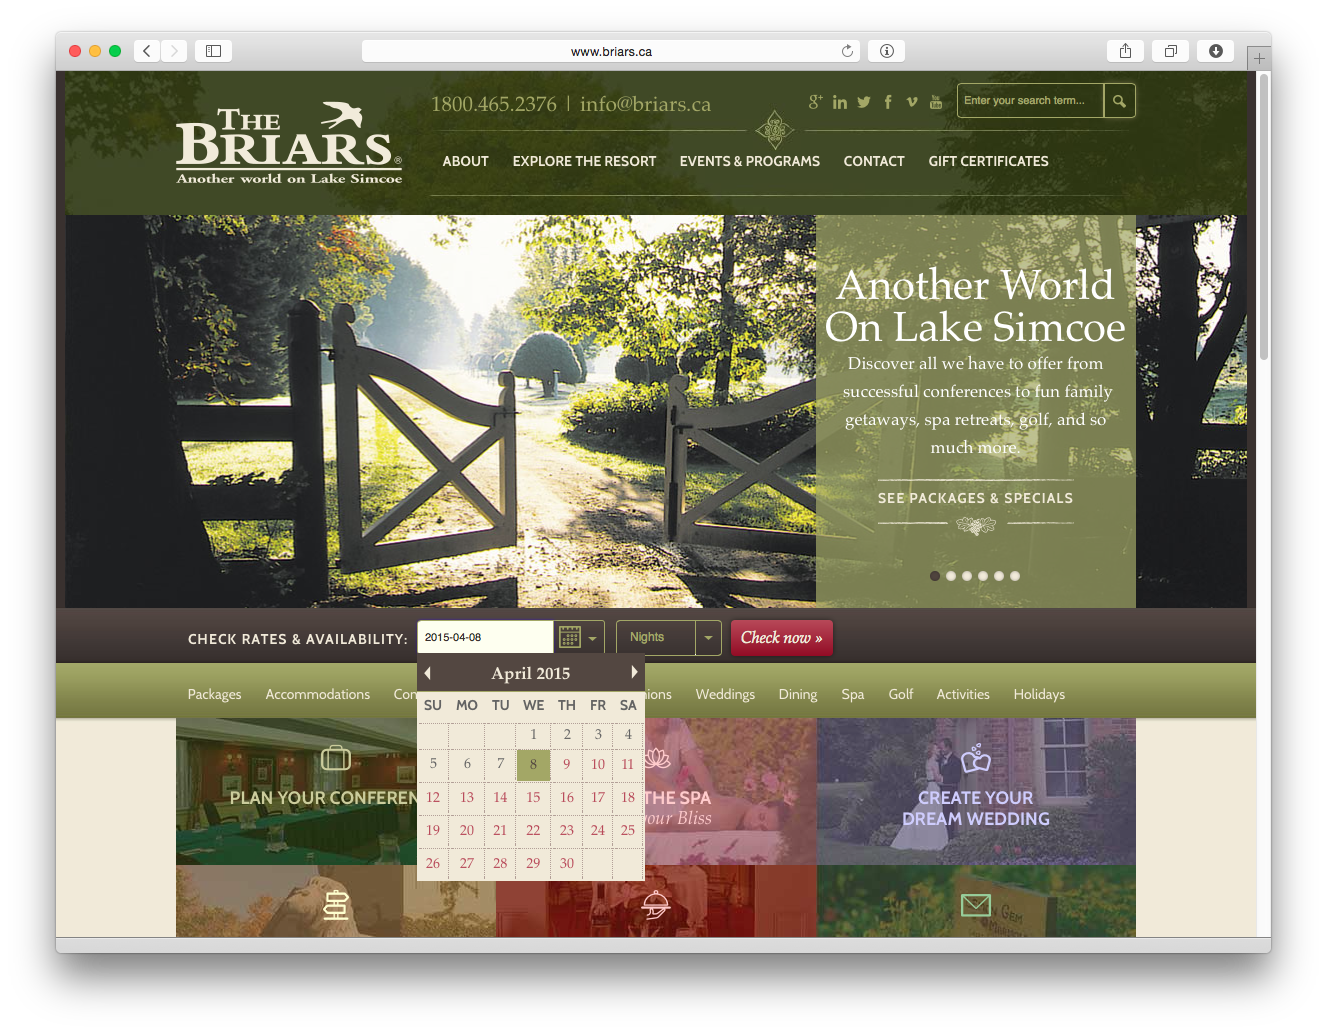 www.briars.ca
1800.465.2376 | info@briars.ca
Enter your search term...
THE
BRIARS®
Another world on Lake Simcoe
ABOUT EXPLORE THE RESORT EVENTS & PROGRAMS CONTACT GIFT CERTIFICATES
Another World
On Lake Simcoe
Discover all we have to offer from
successful conferences to fun family
getaways, spa retreats, golf, and so
much more.
SEE PACKAGES & SPECIALS
CHECK RATES & AVAILABILITY: 2015-04-08 Nights Check now »
April 2015
Packages Accommodations Con ions Weddings Dining Spa Golf Activities Holidays
SU MO TU WE TH FR SA
1 2 3 4
5 6 7 8 9 10 11
12 13 14 15 16 17 18
19 20 21 22 23 24 25
26 27 28 29 30
PLAN YOUR CONFEREN
THE SPA
your Bliss
CREATE YOUR
DREAM WEDDING